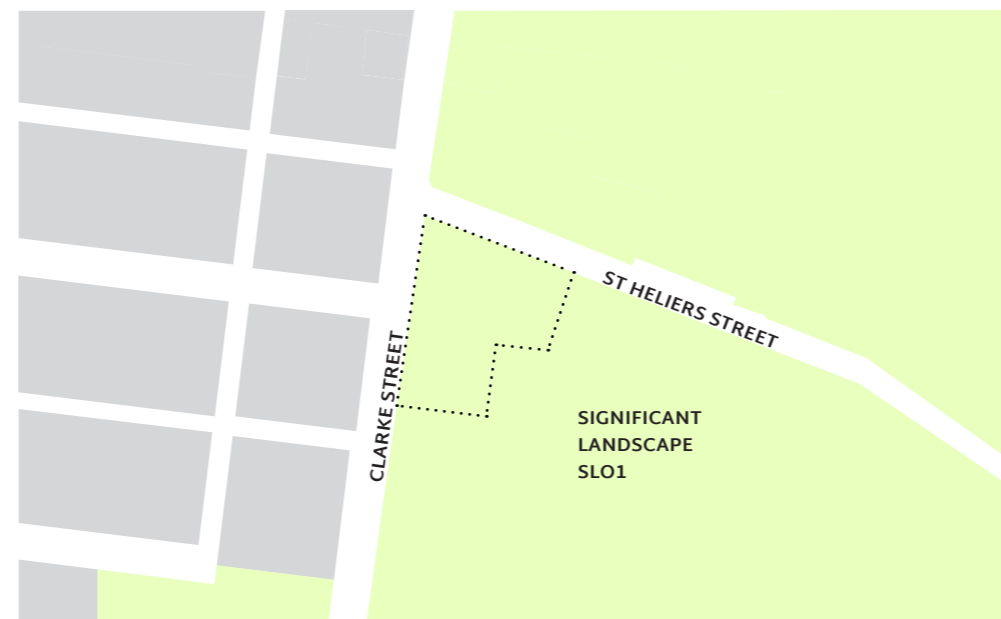 ST HELIERS STREET
CLARKE STREET
SIGNIFICANT
LANDSCAPE
SLO1